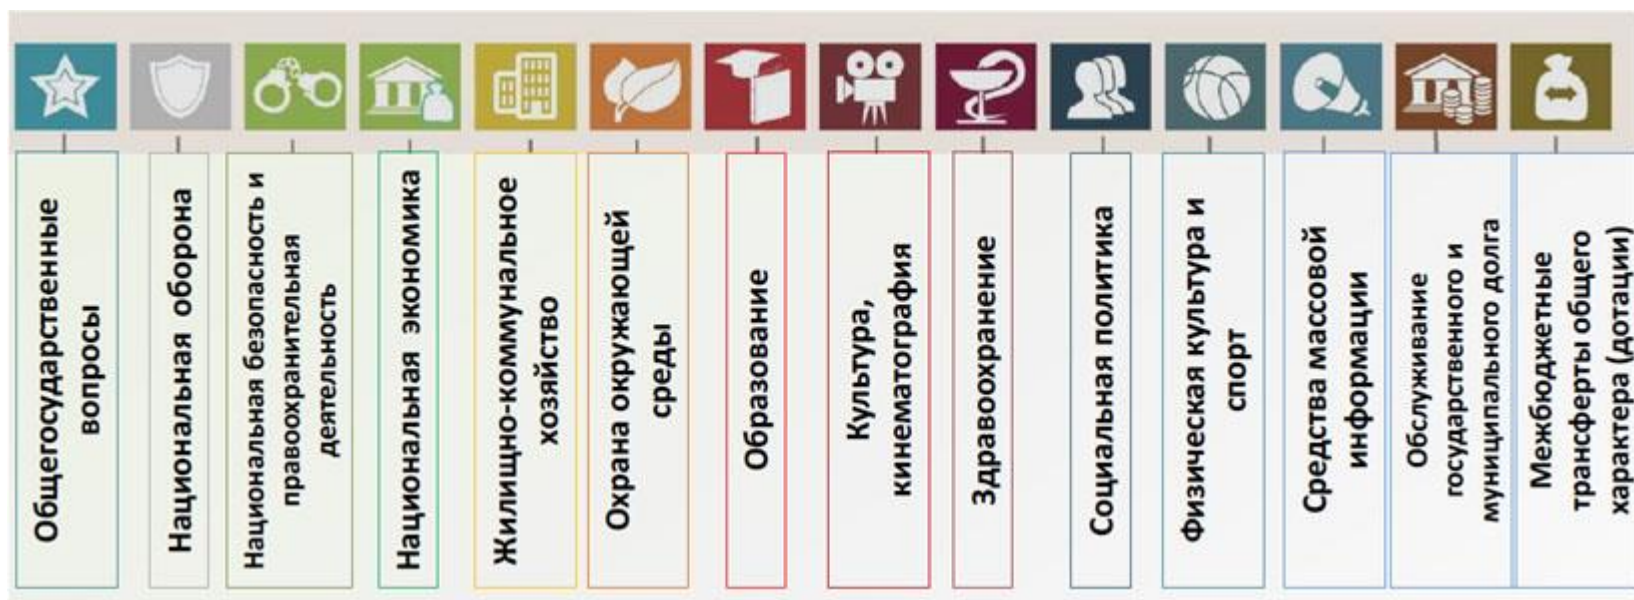 Общегосударственные
вопросы
Национальная оборона
Национальная безопасность и
правоохранительная
деятельность
Национальная экономика
Жилищно-коммунальное
хозяйство
Охрана окружающей
среды
Образование
Культура,
кинематография
Здравоохранение
Социальная политика
Физическая культура и
спорт
Средства массовой
информации
Обслуживание
государственного и
муниципального долга
Межбюджетные
трансферты общего
характера (дотации)